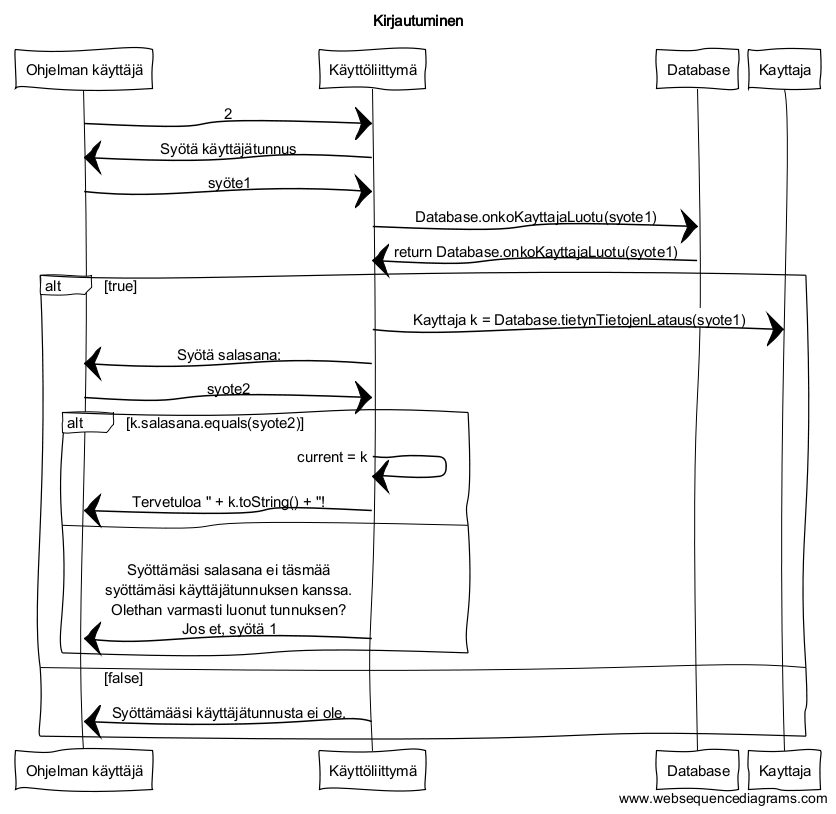 Kirjautuminen
Ohjelman käyttäjä
Käyttöliittymä
Database
Kayttaja
2
Syötä käyttäjätunnus
syöte1
Database.onkoKayttajaLuotu(syote1)
return Database.onkoKayttajaLuotu(syote1)
alt
[true]
Kayttaja k = Database.tietynTietojenLataus(syote1)
Syötä salasana:
syote2
alt
[k.salasana.equals(syote2)]
current = k
Tervetuloa " + k.toString() + "!
Syöttämäsi salasana ei täsmää
syöttämäsi käyttäjätunnuksen kanssa.
Olethan varmasti luonut tunnuksen?
Jos et, syötä 1
[false]
Syöttämääsi käyttäjätunnusta ei ole.
Ohjelman käyttäjä
Käyttöliittymä
Database
Kayttaja
www.websequencediagrams.com